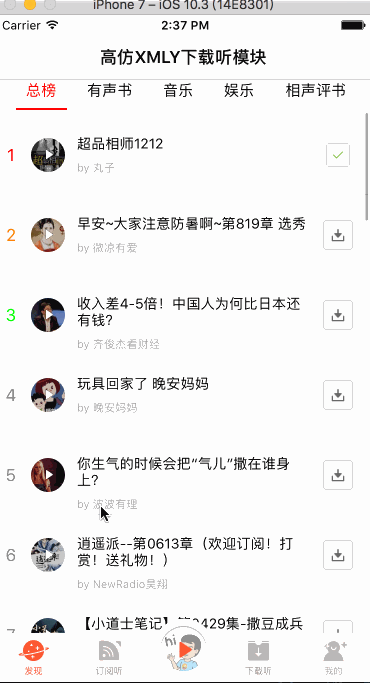 iPhone 7 – iOS 10.3 (14E8301)
Carrier
2:37 PM
高仿XMLY下载听模块
总榜 有声书 音乐 娱乐 相声评书
1
超品相师1212
by 丸子
2
早安~大家注意防暑啊~第819章 选秀
by 微凉有爱
3
收入差4-5倍！中国人为何比日本还
有钱?
by 齐俊杰看财经
4
玩具回家了 晚安妈妈
by 晚安妈妈
5
你生气的时候会把“气儿”撒在谁身
上?
by 波波有理
6
逍遥派--第0613章（欢迎订阅！打
赏！送礼物！）
by NewRadio昊翔
【小道士笔记】第0429集-撒豆成兵
hi
发现 订阅听 下载听 我的